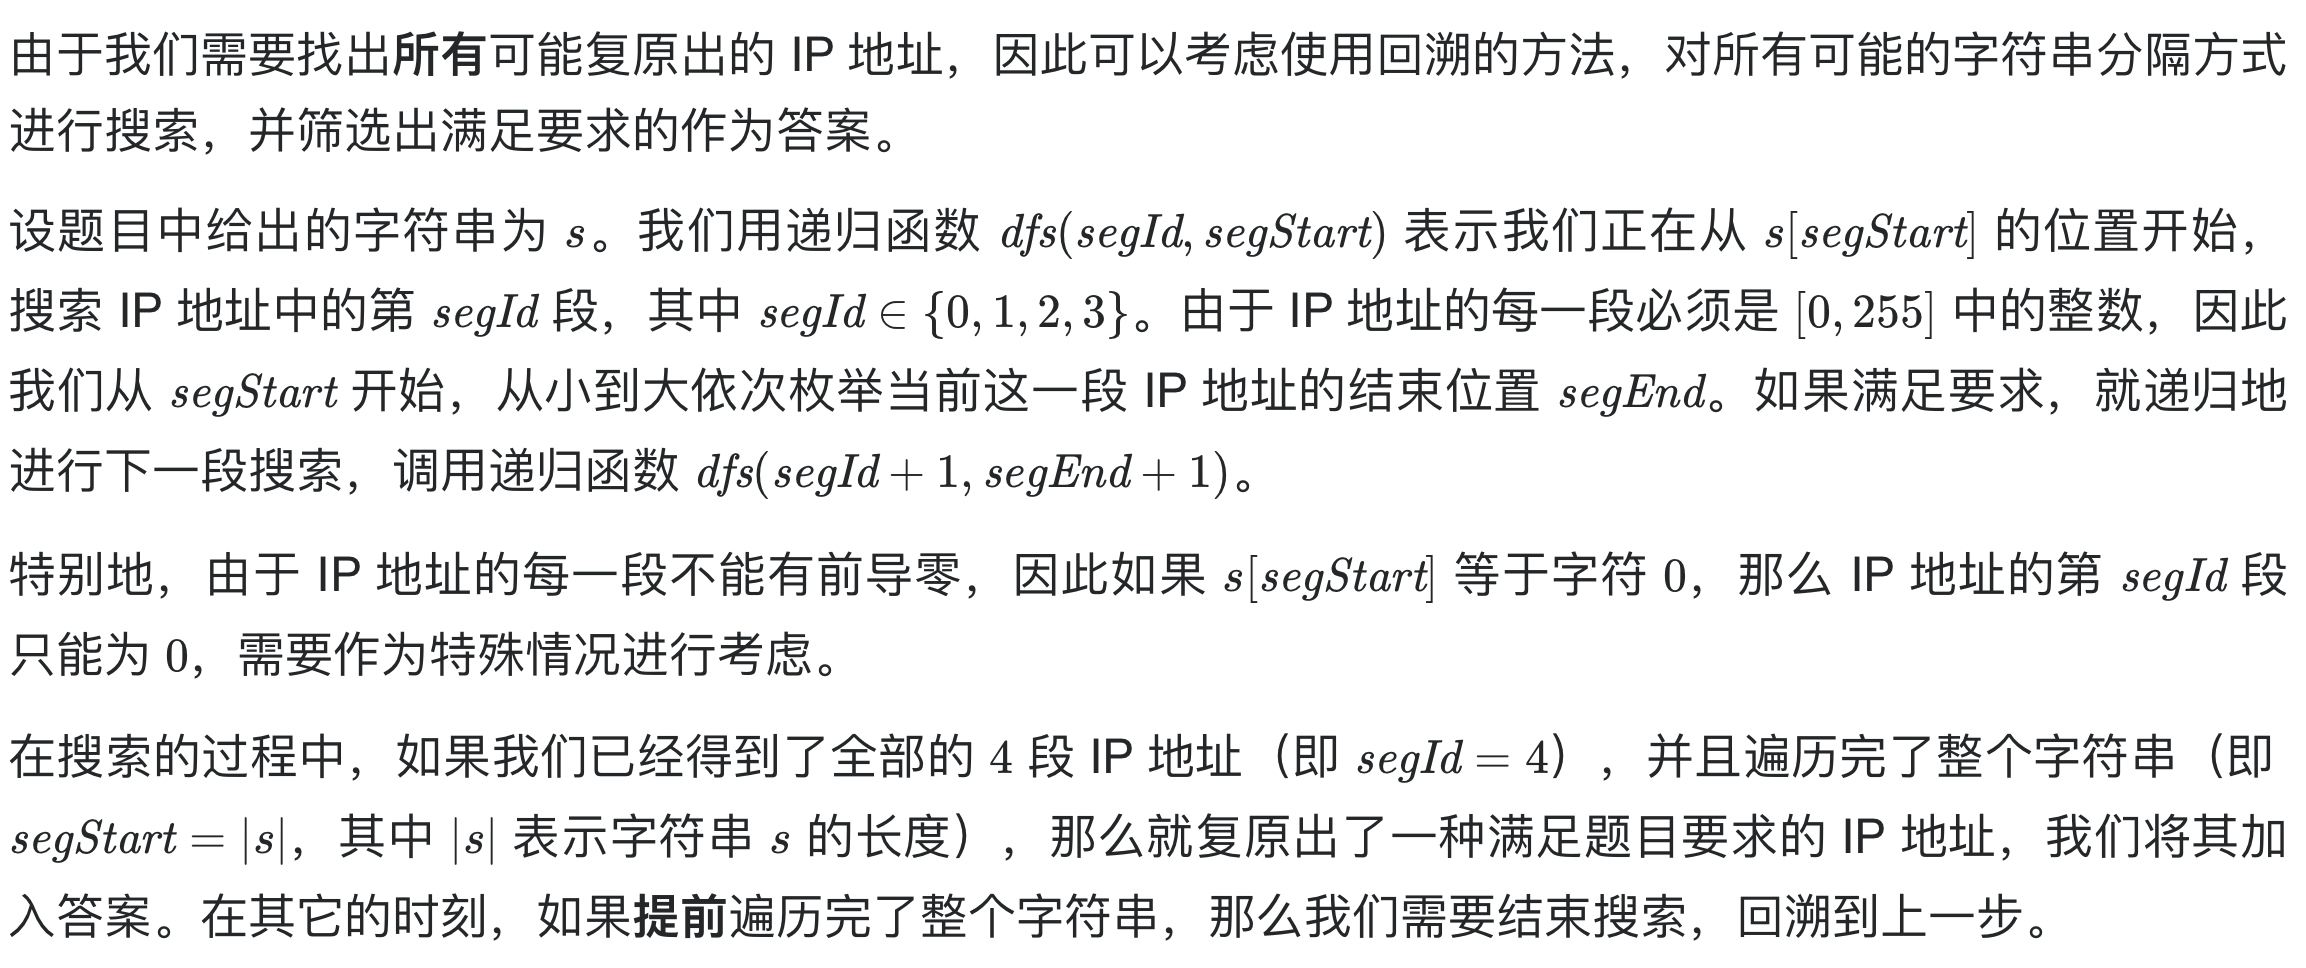 由于我们需要找出所有可能复原出的 IP 地址，因此可以考虑使用回溯的方法，对所有可能的字符串分隔方式
进行搜索，并筛选出满足要求的作为答案。
设题目中给出的字符串为 s。我们用递归函数 dfs(segId, segStart) 表示我们正在从 s[segStart] 的位置开始，
搜索 IP 地址中的第 segId 段，其中 segId ∈ {0, 1, 2, 3}。由于 IP 地址的每一段必须是 [0, 255] 中的整数，因此
我们从 segStart 开始，从小到大依次枚举当前这一段 IP 地址的结束位置 segEnd。如果满足要求，就递归地
进行下一段搜索，调用递归函数 dfs(segId + 1, segEnd + 1)。
特别地，由于 IP 地址的每一段不能有前导零，因此如果 s[segStart] 等于字符 0，那么 IP 地址的第 segId 段
只能为 0，需要作为特殊情况进行考虑。
在搜索的过程中，如果我们已经得到了全部的 4 段 IP 地址（即 segId = 4），并且遍历完了整个字符串（即
segStart = |s|，其中 |s| 表示字符串 s 的长度），那么就复原出了一种满足题目要求的 IP 地址，我们将其加
入答案。在其它的时刻，如果提前遍历完了整个字符串，那么我们需要结束搜索，回溯到上一步。